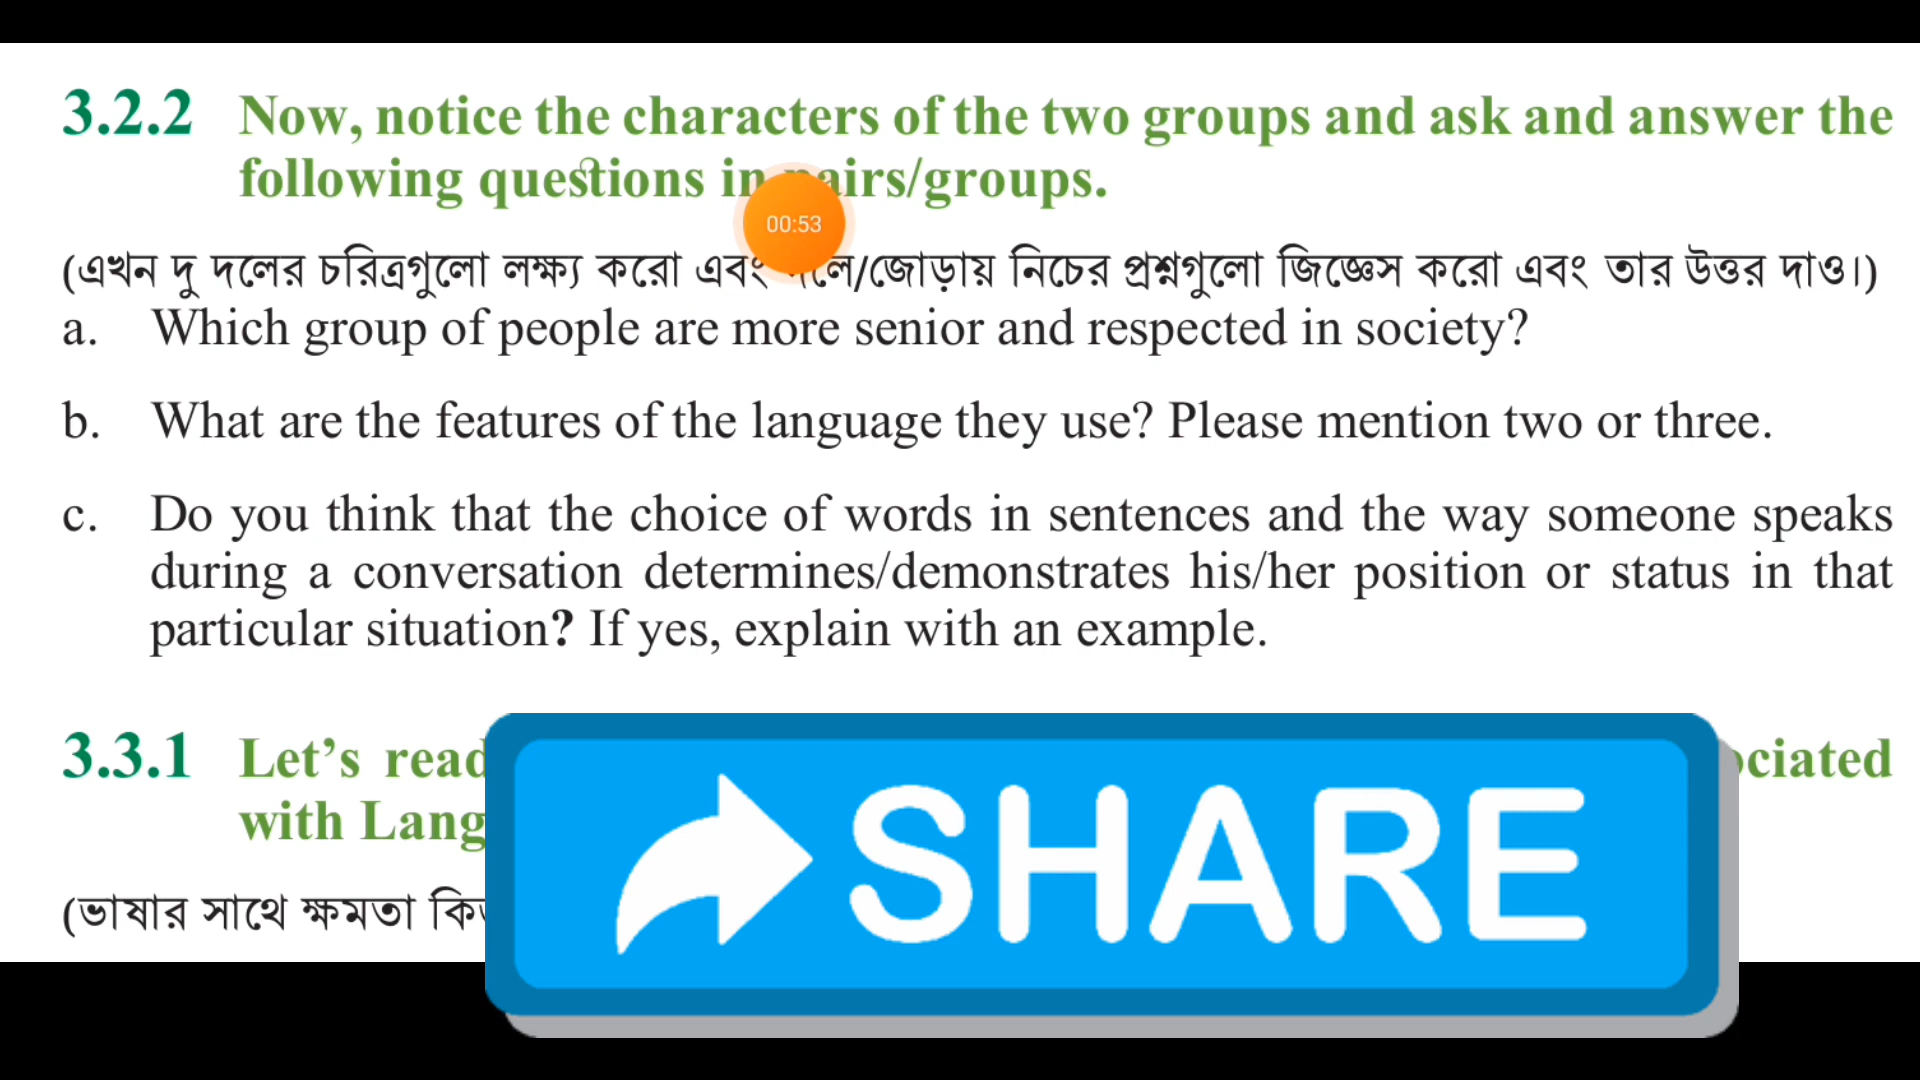 3.2.2 Now, notice the characters of the two groups and ask and answer the
following questions in pairs/groups.
00:53
(এখন দু দলের চরিত্রগুলো লক্ষ্য করো এবং দলে/জোড়ায় নিচের প্রশ্নগুলো জিজ্ঞেস করো এবং তার উত্তর দাও।)
a. Which group of people are more senior and respected in society?
b. What are the features of the language they use? Please mention two or three.
c. Do you think that the choice of words in sentences and the way someone speaks
during a conversation determines/demonstrates his/her position or status in that
particular situation? If yes, explain with an example.
3.3.1 Let's read
with
(ভাষার সাথে ক্ষমতা
SHARE